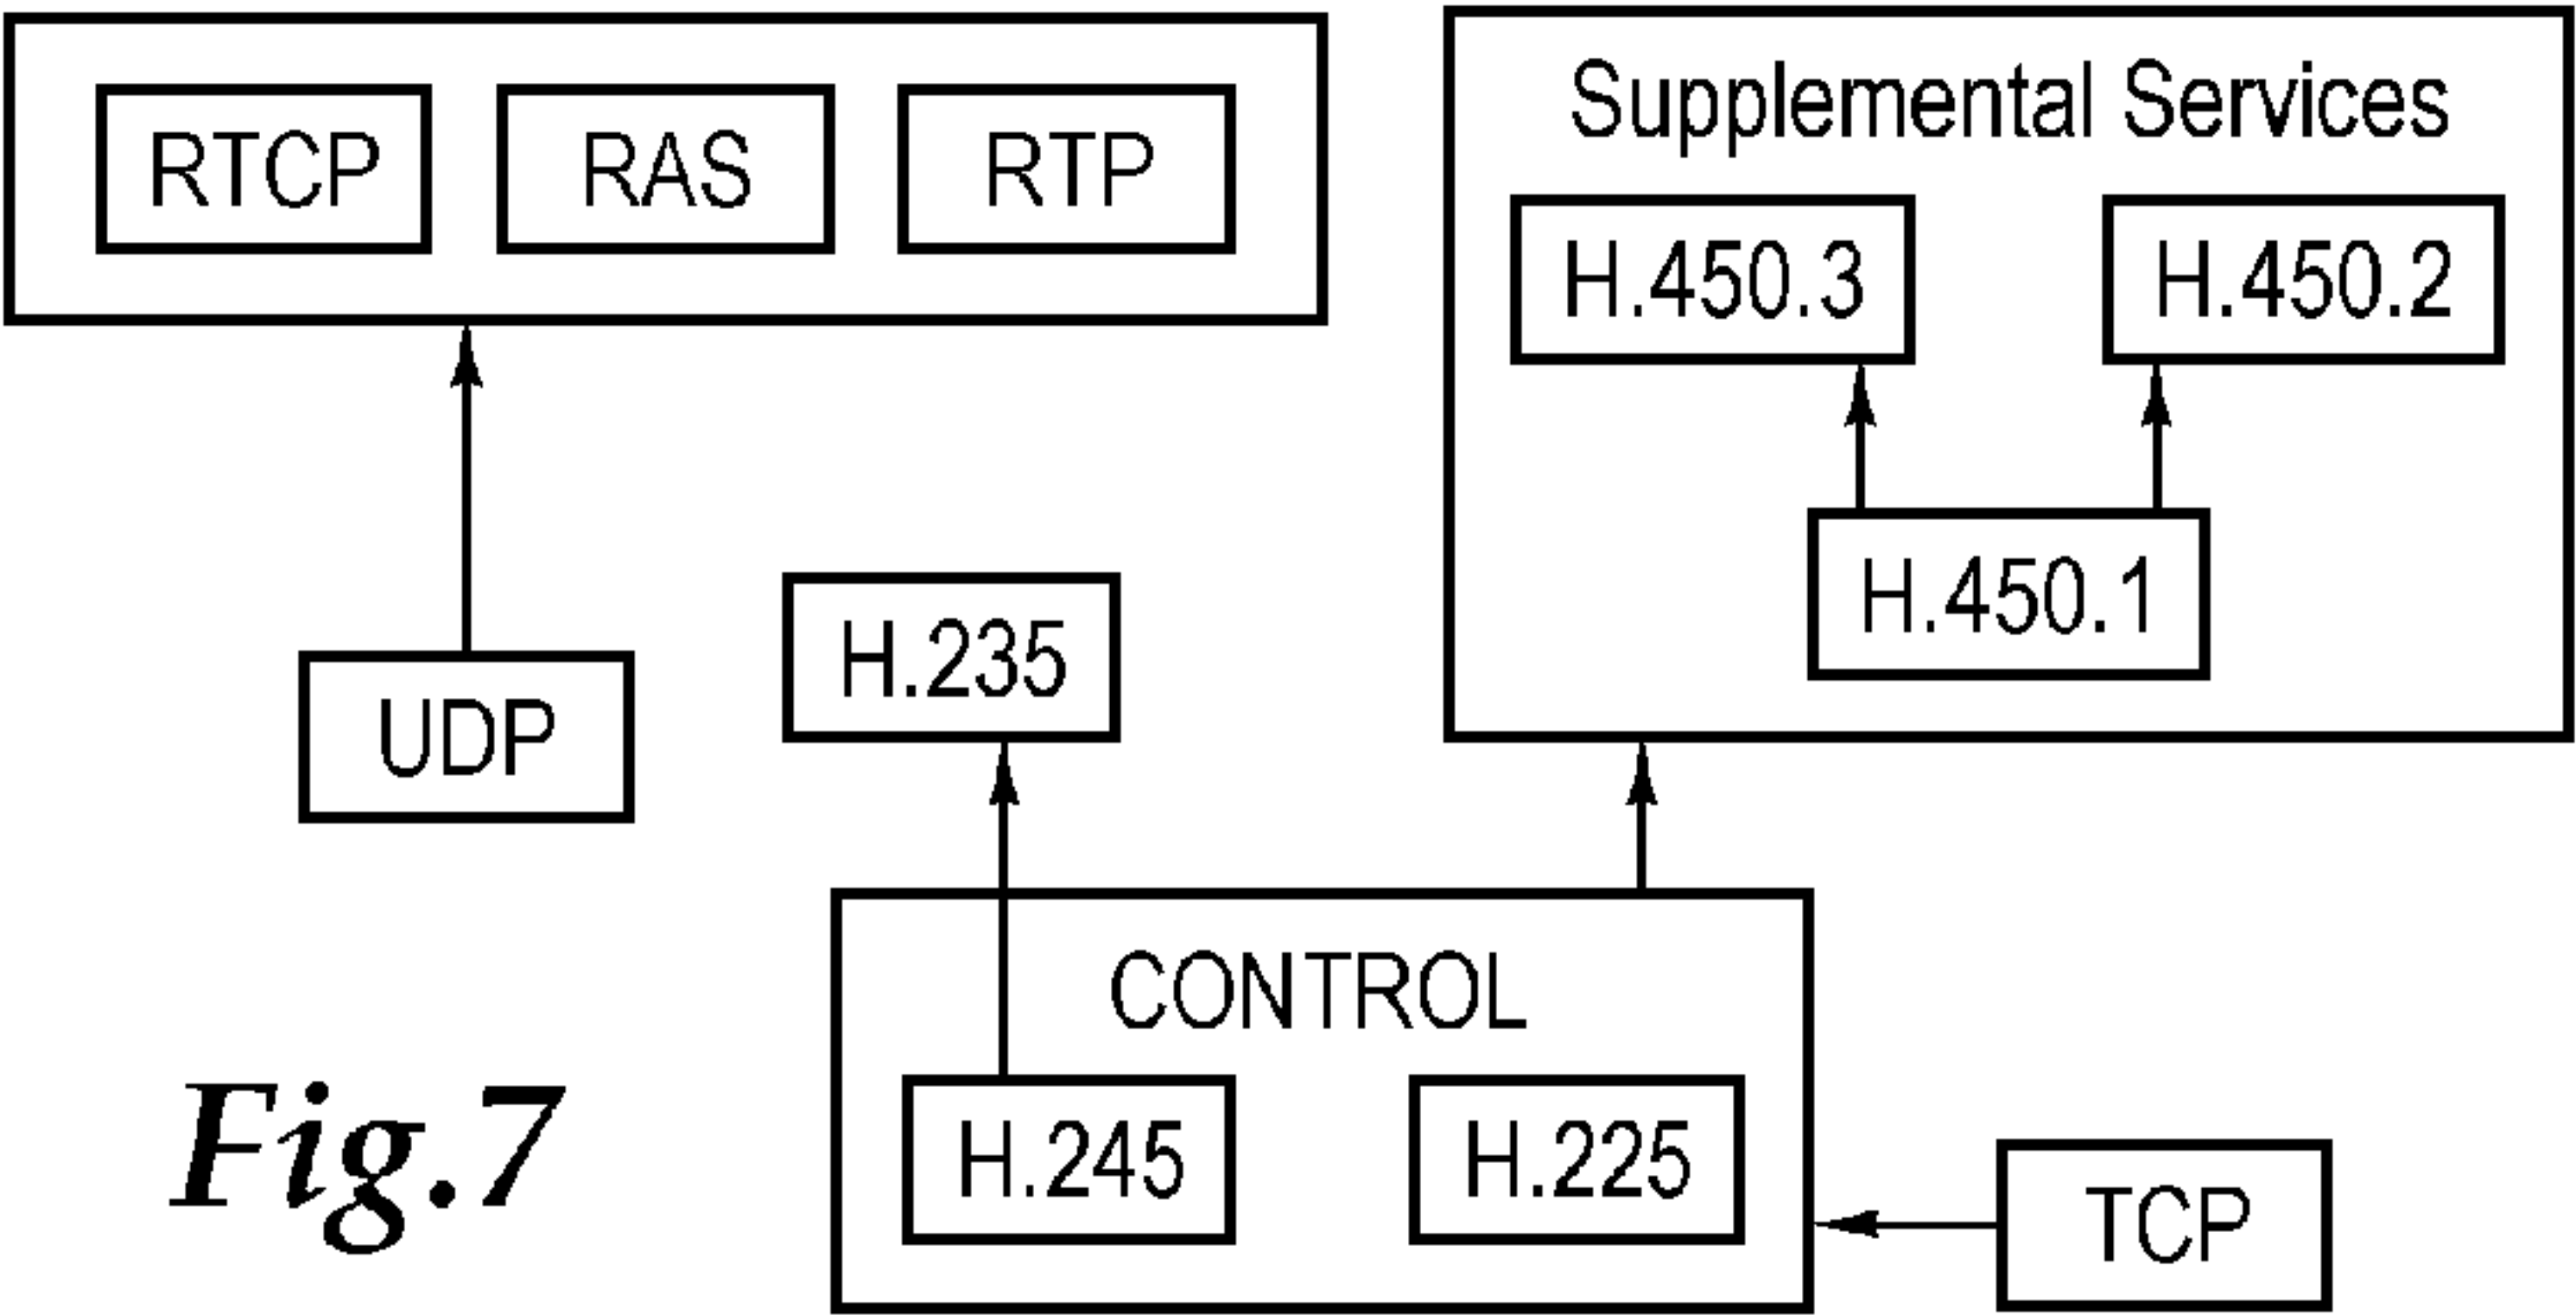 RTCP
RAS
RTP
Supplemental Services
H.450.3
H.450.2
H.450.1
H.235
UDP
CONTROL
H.245
H.225
TCP
Fig.7